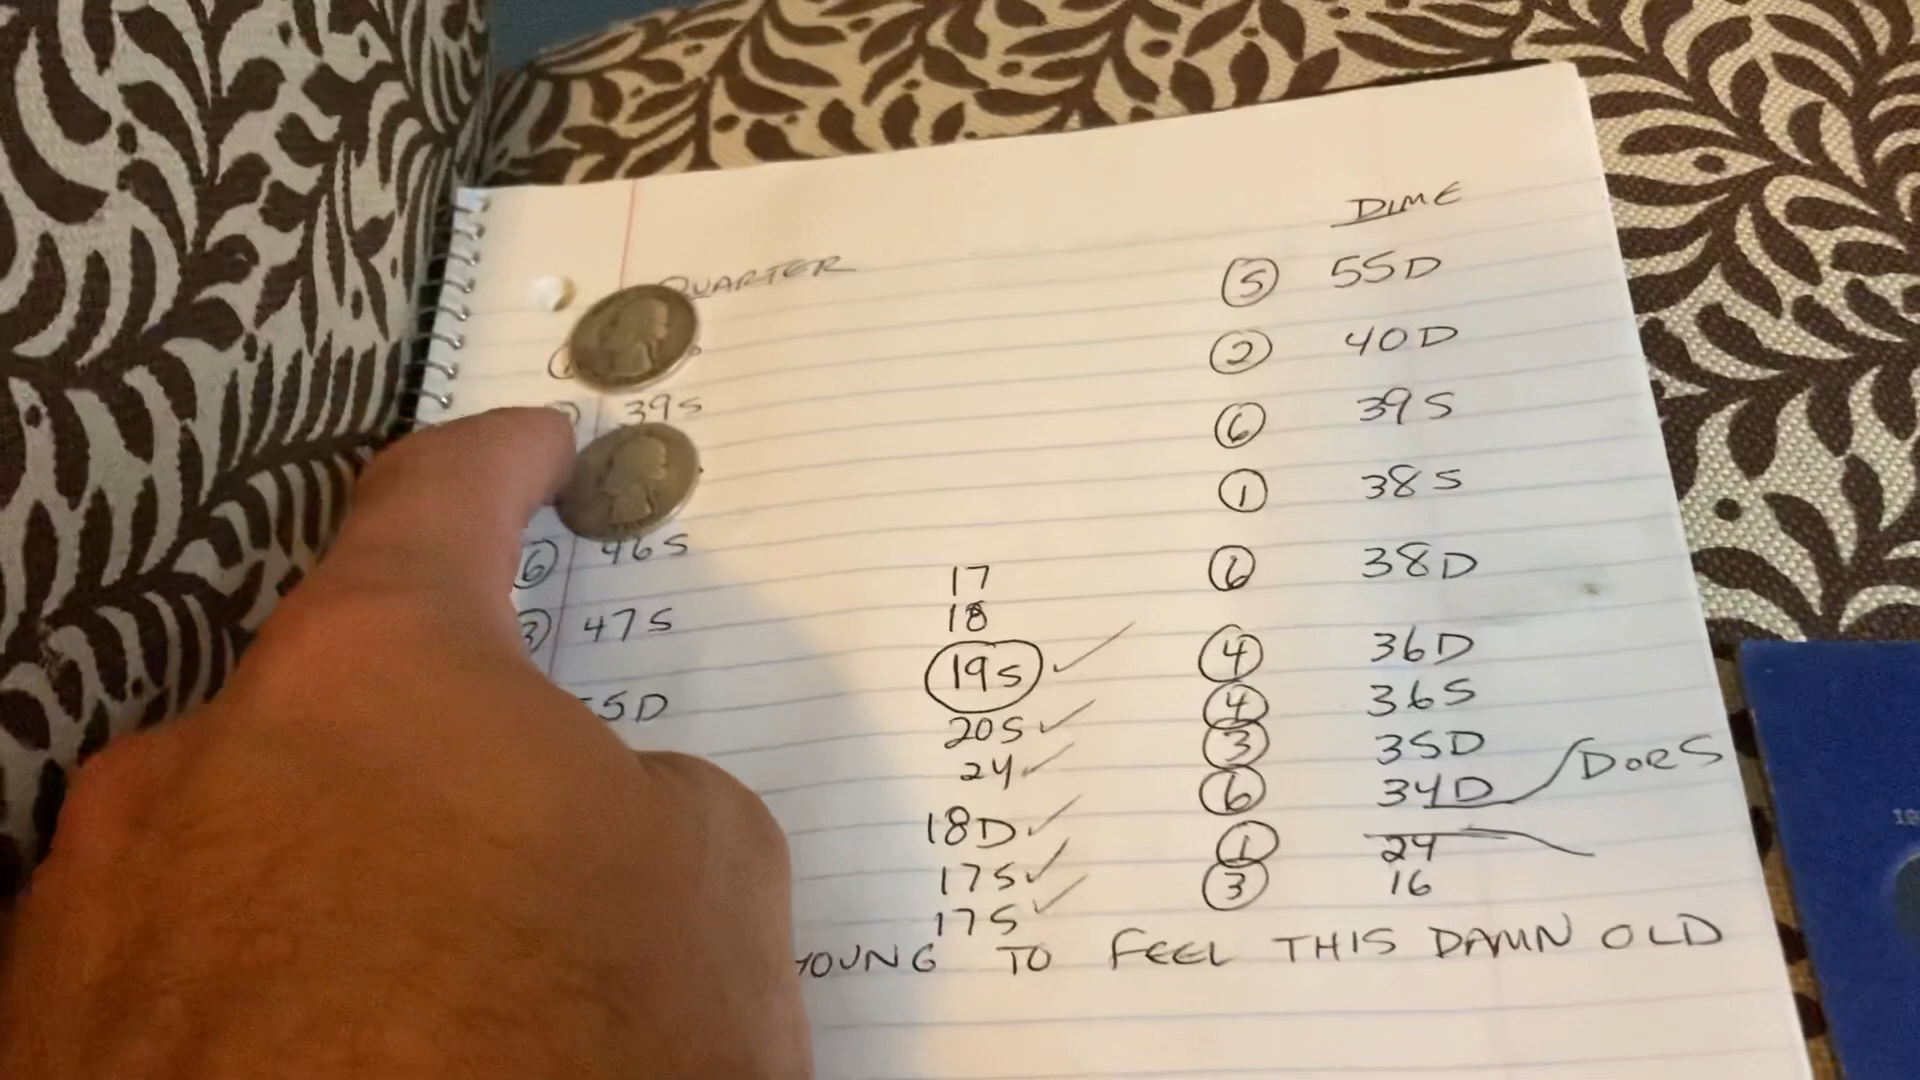 QUARTER
39S
6 46S
47S
5D
17
18
19S ✓
20S ✓
24 ✓
18D ✓
17S ✓
17S ✓
DIME
5 55D
2 40D
6 39S
1 38S
6 38D
4 36D
4 36S
3 35D
6 34D DORS
1 24
3 16
YOUNG TO FEEL THIS DAMN OLD